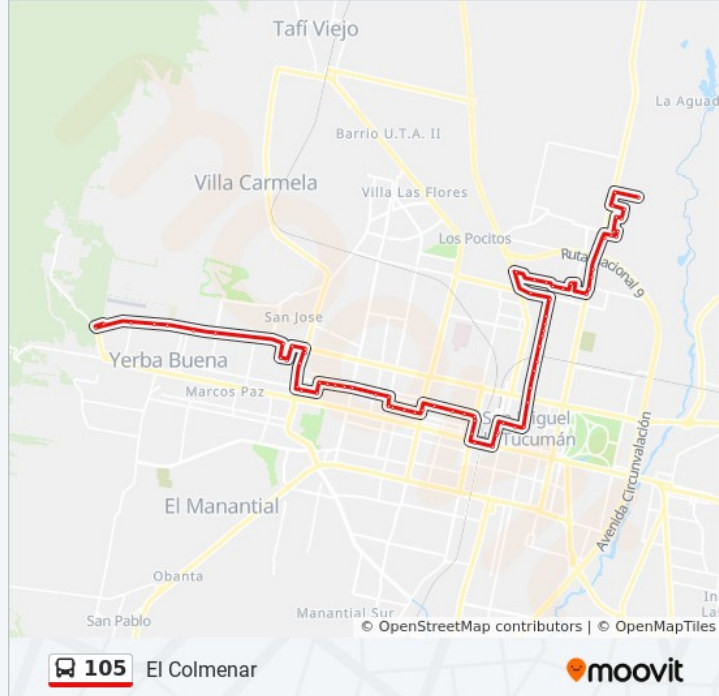 Tafí Viejo
La Aguad
Barrio U.T.A. II
Villa Carmela
Villa Las Flores
Los Pocitos
Ruta Nacional 9
San Jose
Yerba Buena
Marcos Paz
San Miguel
Tucumán
El Manantial
Avenida Circunvalación
Obanta
San Pablo
Manantial Sur
© OpenStreetMap contributors | © OpenMapTiles
105 El Colmenar
moovit